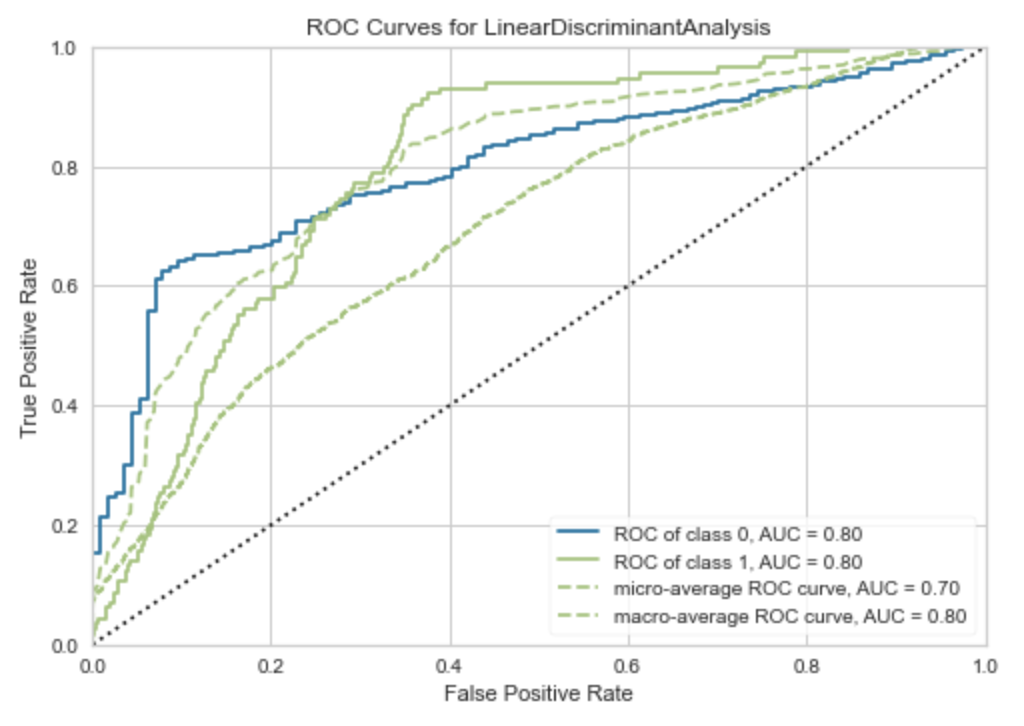 ROC Curves for LinearDiscriminantAnalysis
1.0
0.8
0.6
0.4
0.2
0.0
True Positive Rate
ROC of class 0, AUC = 0.80
ROC of class 1, AUC = 0.80
micro-average ROC curve, AUC = 0.70
macro-average ROC curve, AUC = 0.80
0.0 0.2 0.4 0.6 0.8 1.0
False Positive Rate